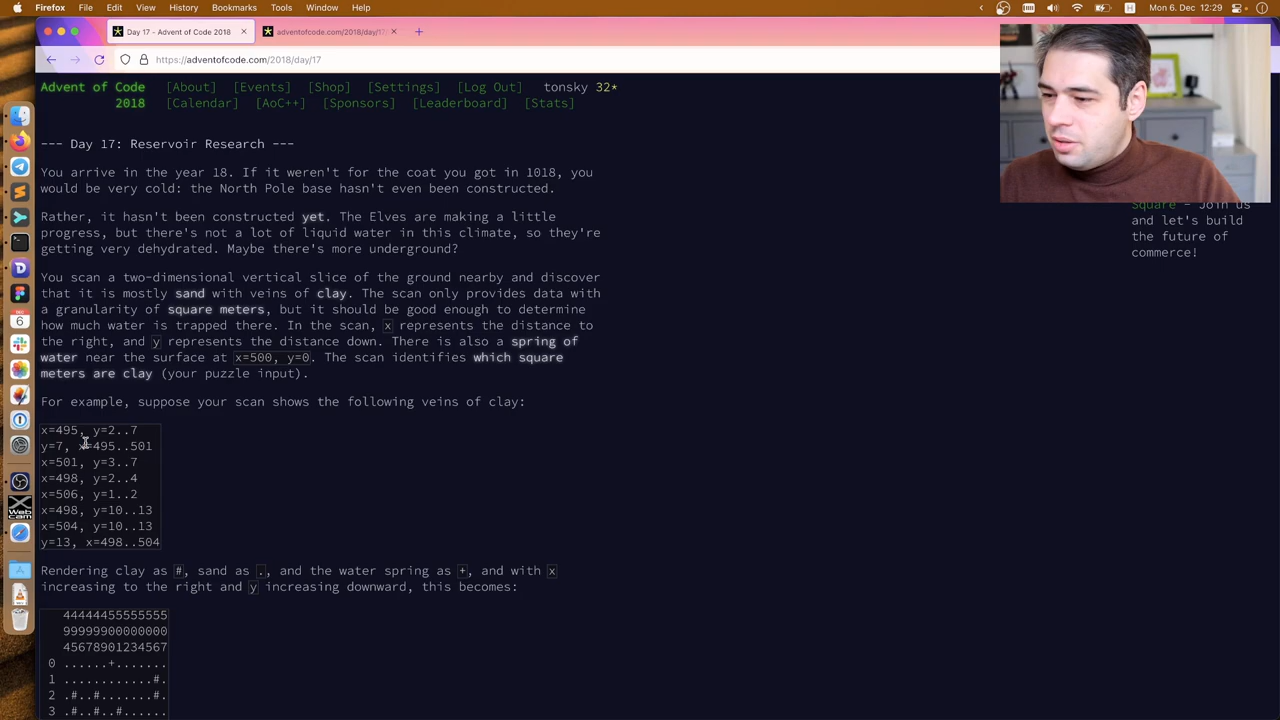 Firefox File Edit View History Bookmarks Tools Window Help
Mon 6. Dec 12:29
Day 17 - Advent of Code 2018
adventofcode.com/2018/day/17/
https://adventofcode.com/2018/day/17
Advent of Code [About] [Events] [Shop] [Settings] [Log Out] tonsky 32*
2018 [Calendar] [AoC++] [Sponsors] [Leaderboard] [Stats]
--- Day 17: Reservoir Research ---
You arrive in the year 18. If it weren't for the coat you got in 1018, you
would be very cold: the North Pole base hasn't even been constructed.
Rather, it hasn't been constructed yet. The Elves are making a little
progress, but there's not a lot of liquid water in this climate, so they're
getting very dehydrated. Maybe there's more underground?
You scan a two-dimensional vertical slice of the ground nearby and discover
that it is mostly sand with veins of clay. The scan only provides data with
a granularity of square meters, but it should be good enough to determine
how much water is trapped there. In the scan, x represents the distance to
the right, and y represents the distance down. There is also a spring of
water near the surface at x=500, y=0. The scan identifies which square
meters are clay (your puzzle input).
For example, suppose your scan shows the following veins of clay:
x=495, y=2..7
y=7, x=495..501
x=501, y=3..7
x=498, y=2..4
x=506, y=1..2
x=498, y=10..13
x=504, y=10..13
y=13, x=498..504
Rendering clay as #, sand as ., and the water spring as +, and with x
increasing to the right and y increasing downward, this becomes:
44444455555555
99999900000000
45678901234567
0 ......+.......
1 ............#.
2 .#..#.......#.
3 .#..#..#......
Square - Join us
and let's build
the future of
commerce!
DEC
6
Web
cam